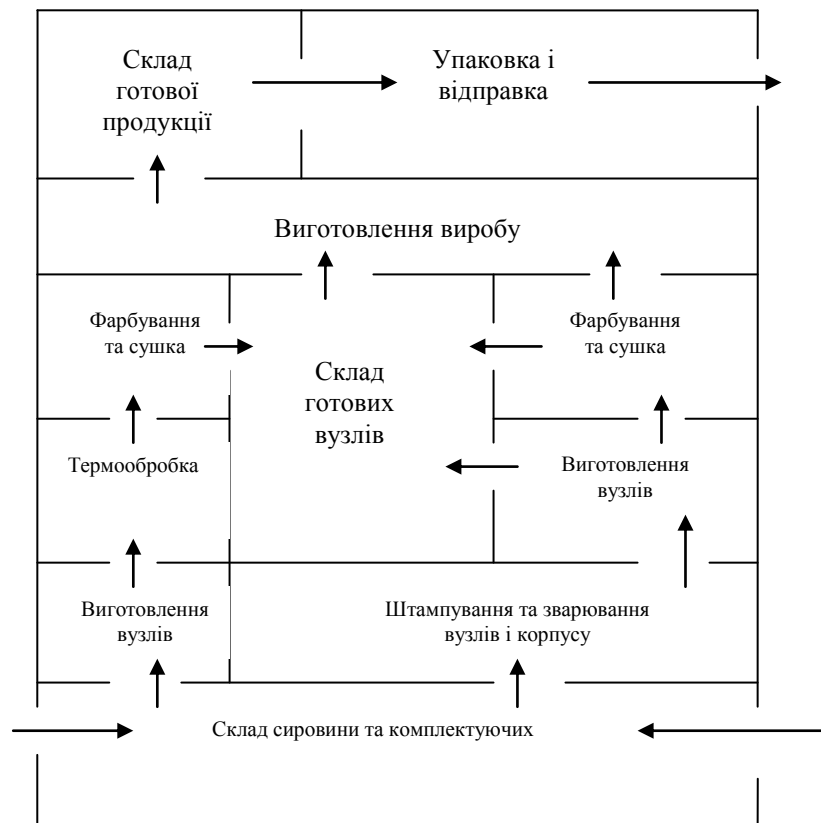 Склад
готової
продукції
Упаковка і
відправка
Виготовлення виробу
Фарбування
та сушка
Склад
готових
вузлів
Фарбування
та сушка
Термообробка
Виготовлення
вузлів
Виготовлення
вузлів
Штампування та зварювання
вузлів і корпусу
Склад сировини та комплектуючих